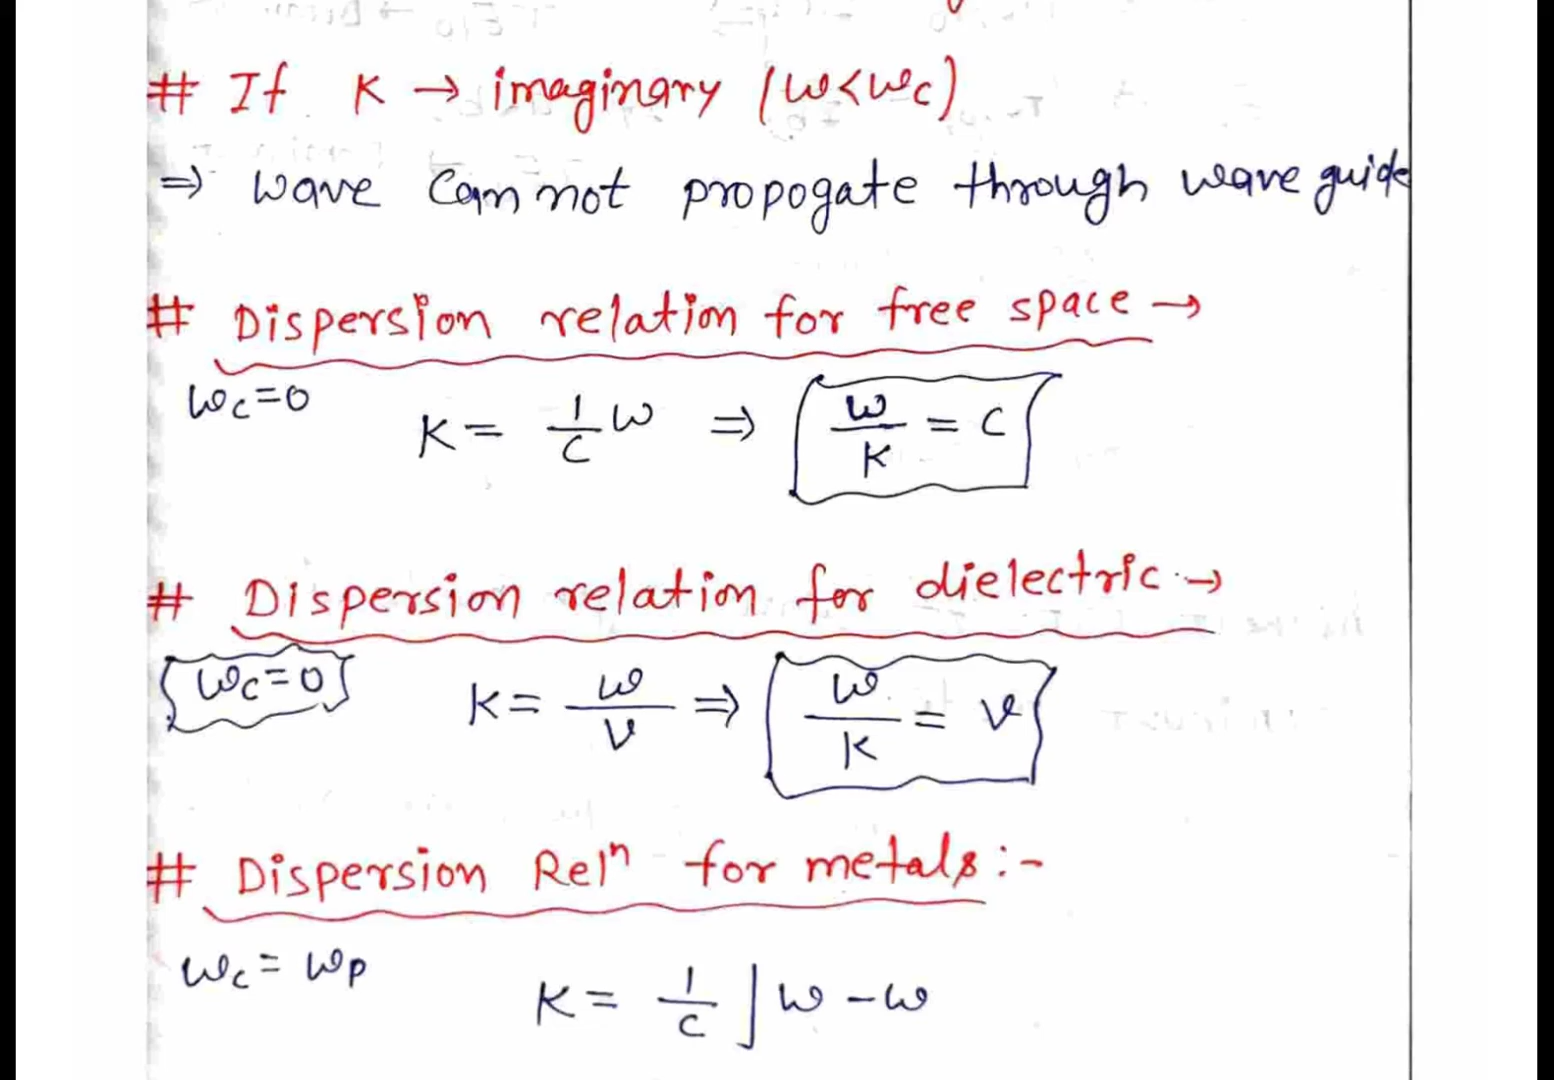 # If K → imaginary (ω<ωc)
⇒ wave can not propogate through wave guide
# Dispersion relation for free space →
ωc=0 K = 1/c ω ⇒ ω/K = c
# Dispersion relation for dielectric →
ωc=0 K = ω/v ⇒ ω/K = v
# Dispersion Relⁿ for metals :-
ωc = ωp K = 1/c √ω - ω